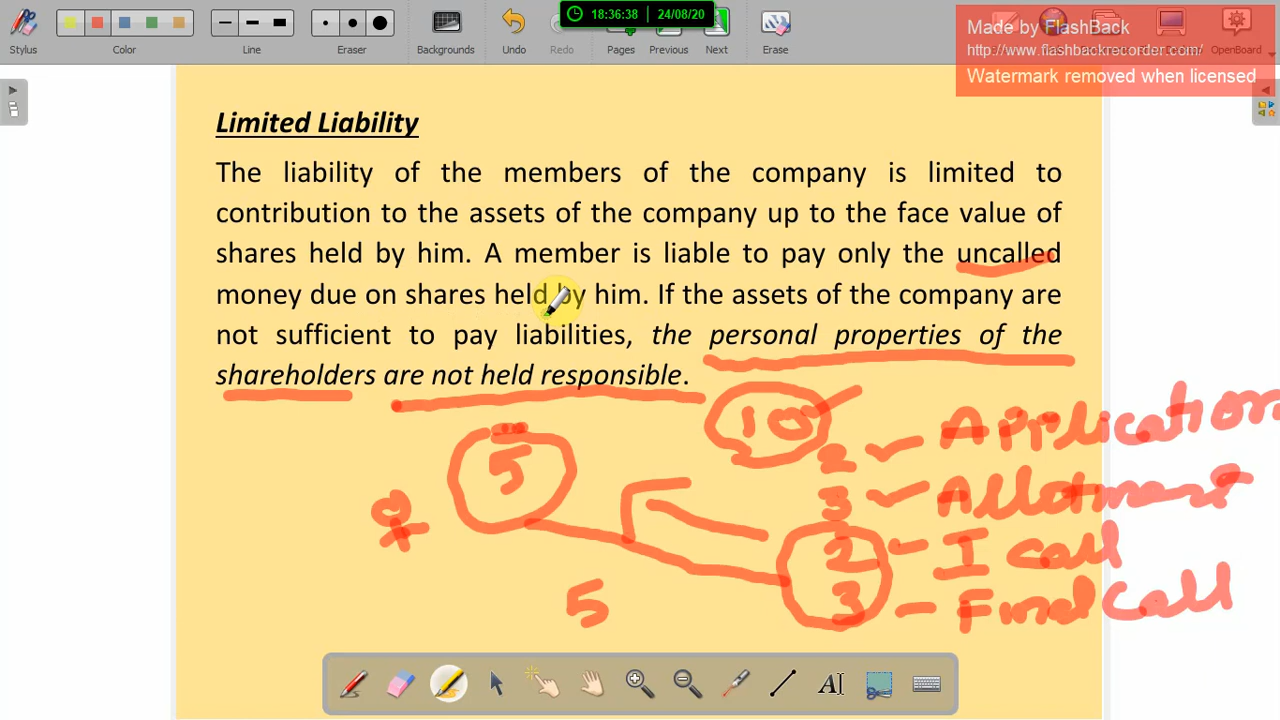 18:36:38 | 24/08/20
Made by FlashBack
http://www.flashbackrecorder.com/
Watermark removed when licensed
Stylus Color Line Eraser Backgrounds Undo Redo Pages Previous Next Erase OpenBoard
Limited Liability
The liability of the members of the company is limited to
contribution to the assets of the company up to the face value of
shares held by him. A member is liable to pay only the uncalled
money due on shares held by him. If the assets of the company are
not sufficient to pay liabilities, the personal properties of the
shareholders are not held responsible.
10
2 Application
5
3 Allotment
2 - I call
5
3 - Final Call
AI